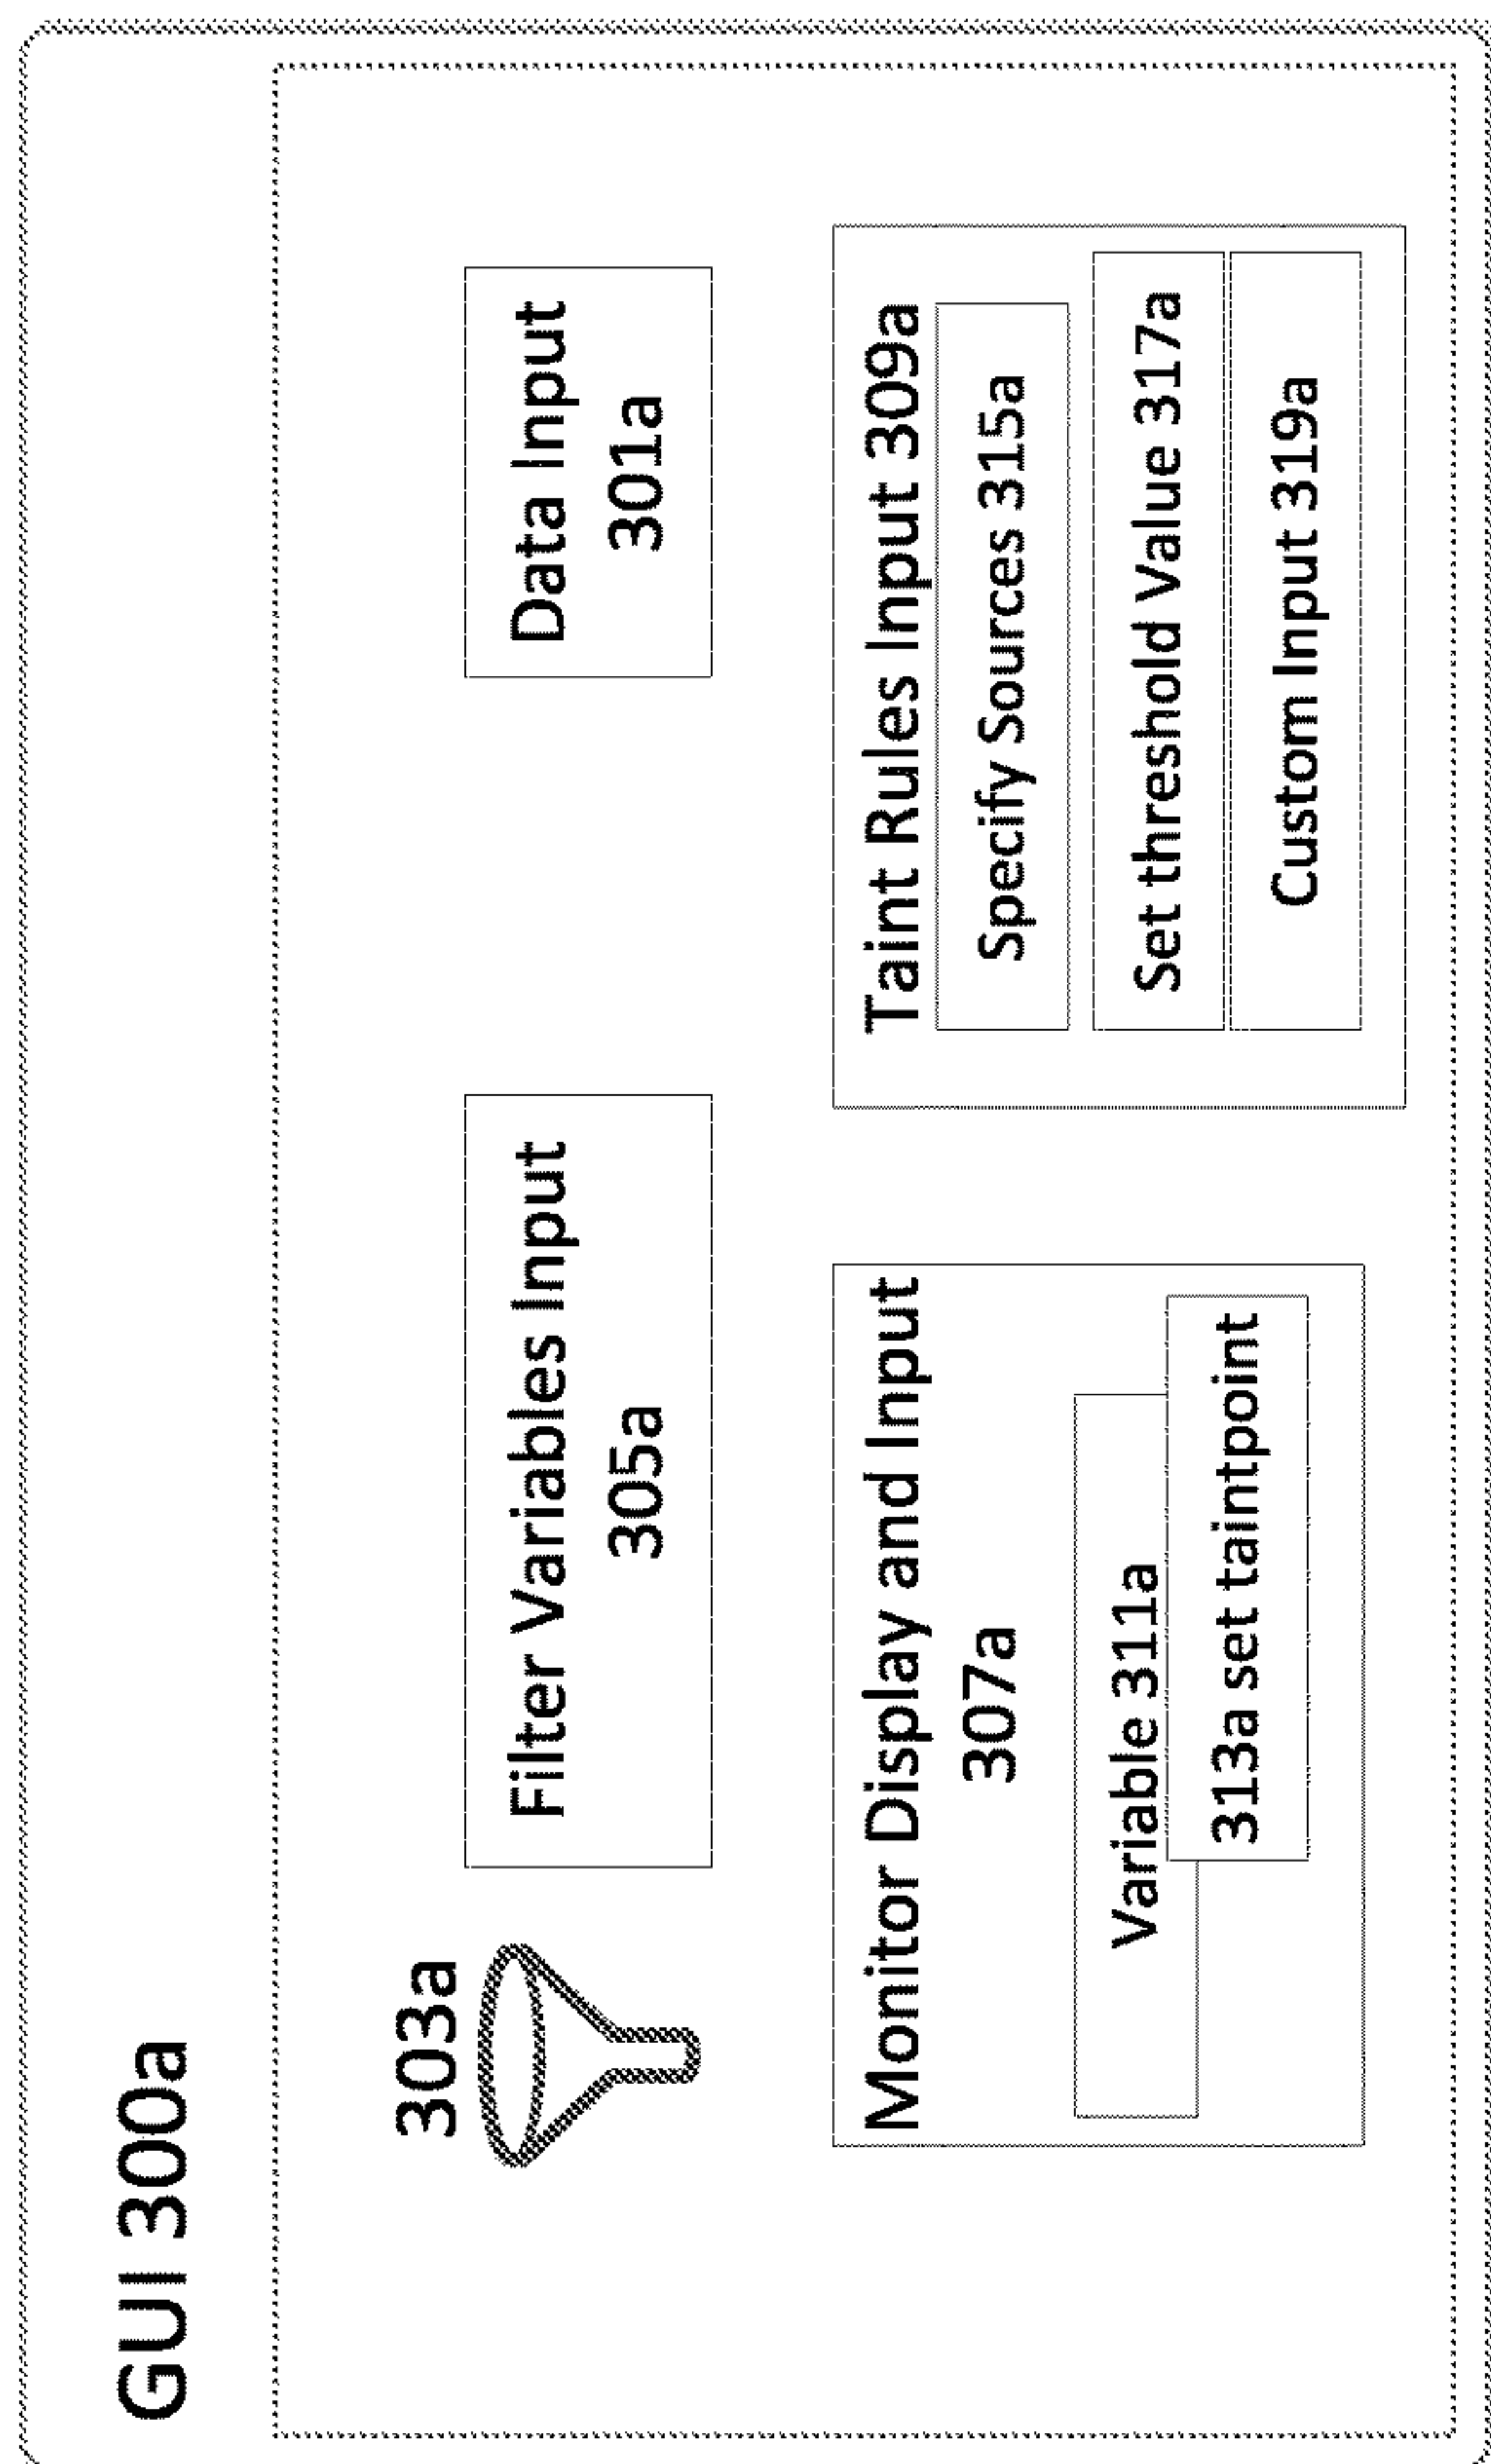 GUI 300a
303a
Filter Variables Input
305a
Data Input
301a
Monitor Display and Input
307a
Variable 311a
313a set taintpoint
Taint Rules Input 309a
Specify Sources 315a
Set threshold Value 317a
Custom Input 319a